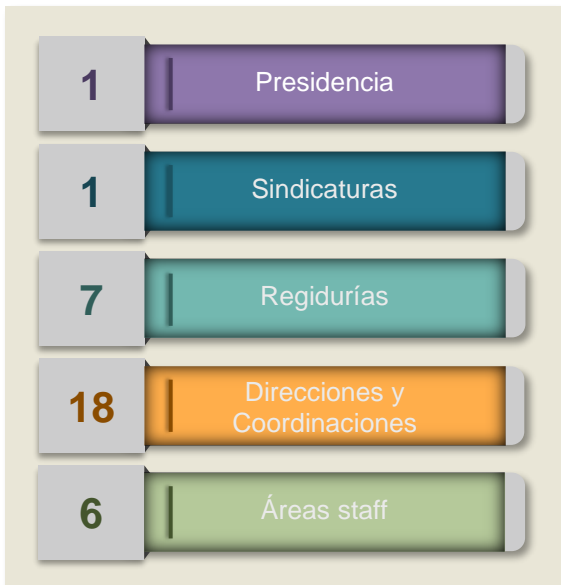 1
Presidencia
1
Sindicaturas
7
Regidurías
18
Direcciones y
Coordinaciones
6
Áreas staff